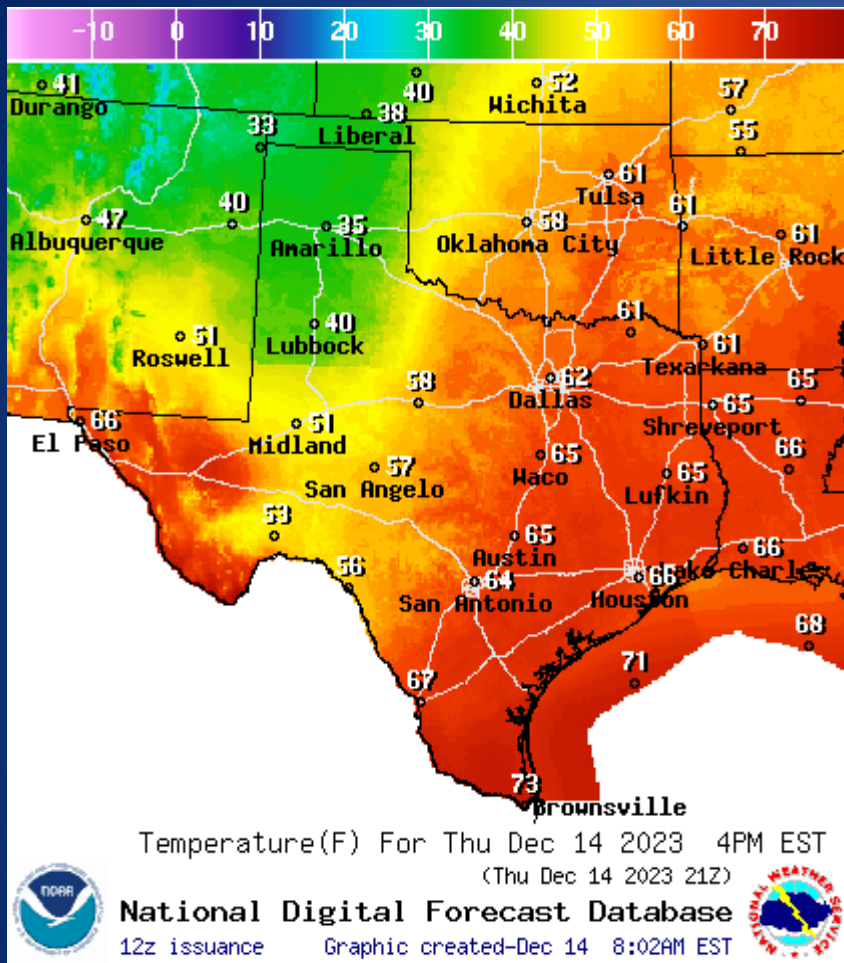 -10 0 10 20 30 40 50 60 70
41 40 52 57
Durango Wichita
38
Liberal
33 55
61
Tulsa
47 40 35 58 61 61
Albuquerque Amarillo Oklahoma City Little Rock
51 40 61
Roswell Lubbock
61
Texarkana
62
Dallas
58 65 65
Shreveport
66 51
El Paso Midland
65 66
Waco
57 65
San Angelo Lufkin
53 65 66
Austin
56 64 66 Lake Charles
San Antonio Houston
68
67 71
73
Brownsville
Temperature(F) For Thu Dec 14 2023 4PM EST
(Thu Dec 14 2023 21Z)
NOAA
National Digital Forecast Database
12z issuance Graphic created-Dec 14 8:02AM EST
NATIONAL WEATHER SERVICE